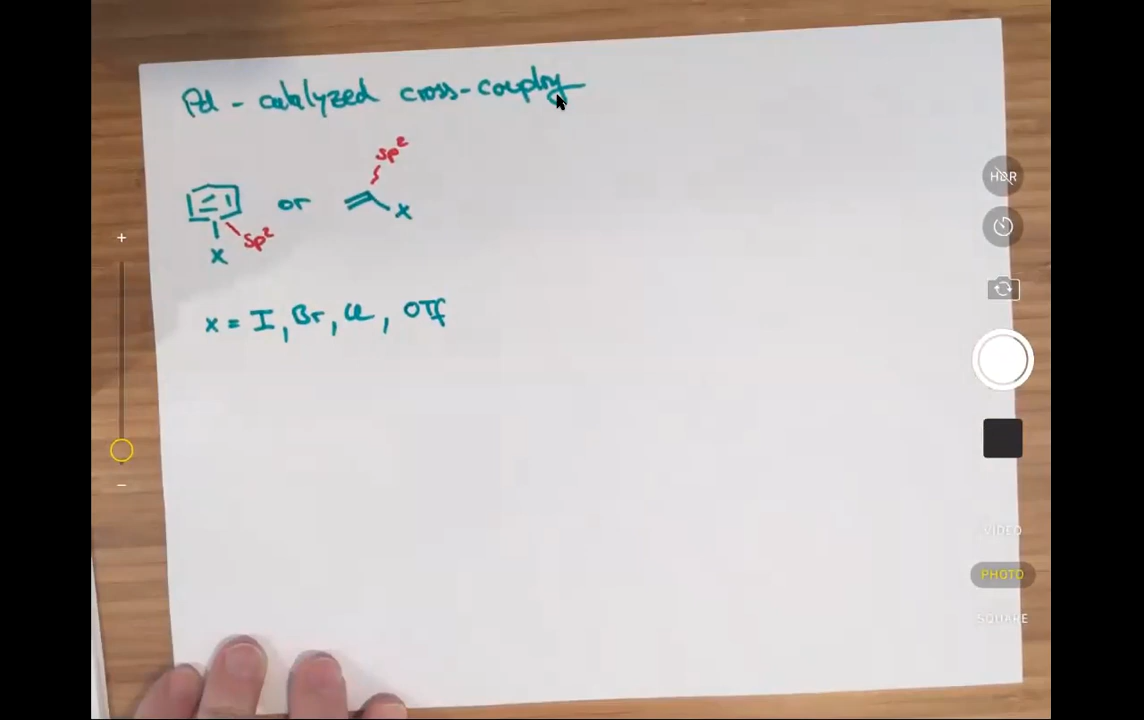 Pd - catalyzed cross-coupling
sp²
or
X
sp²
X
X = I, Br, Cl, OTf
+
−
HDR
VIDEO
PHOTO
SQUARE